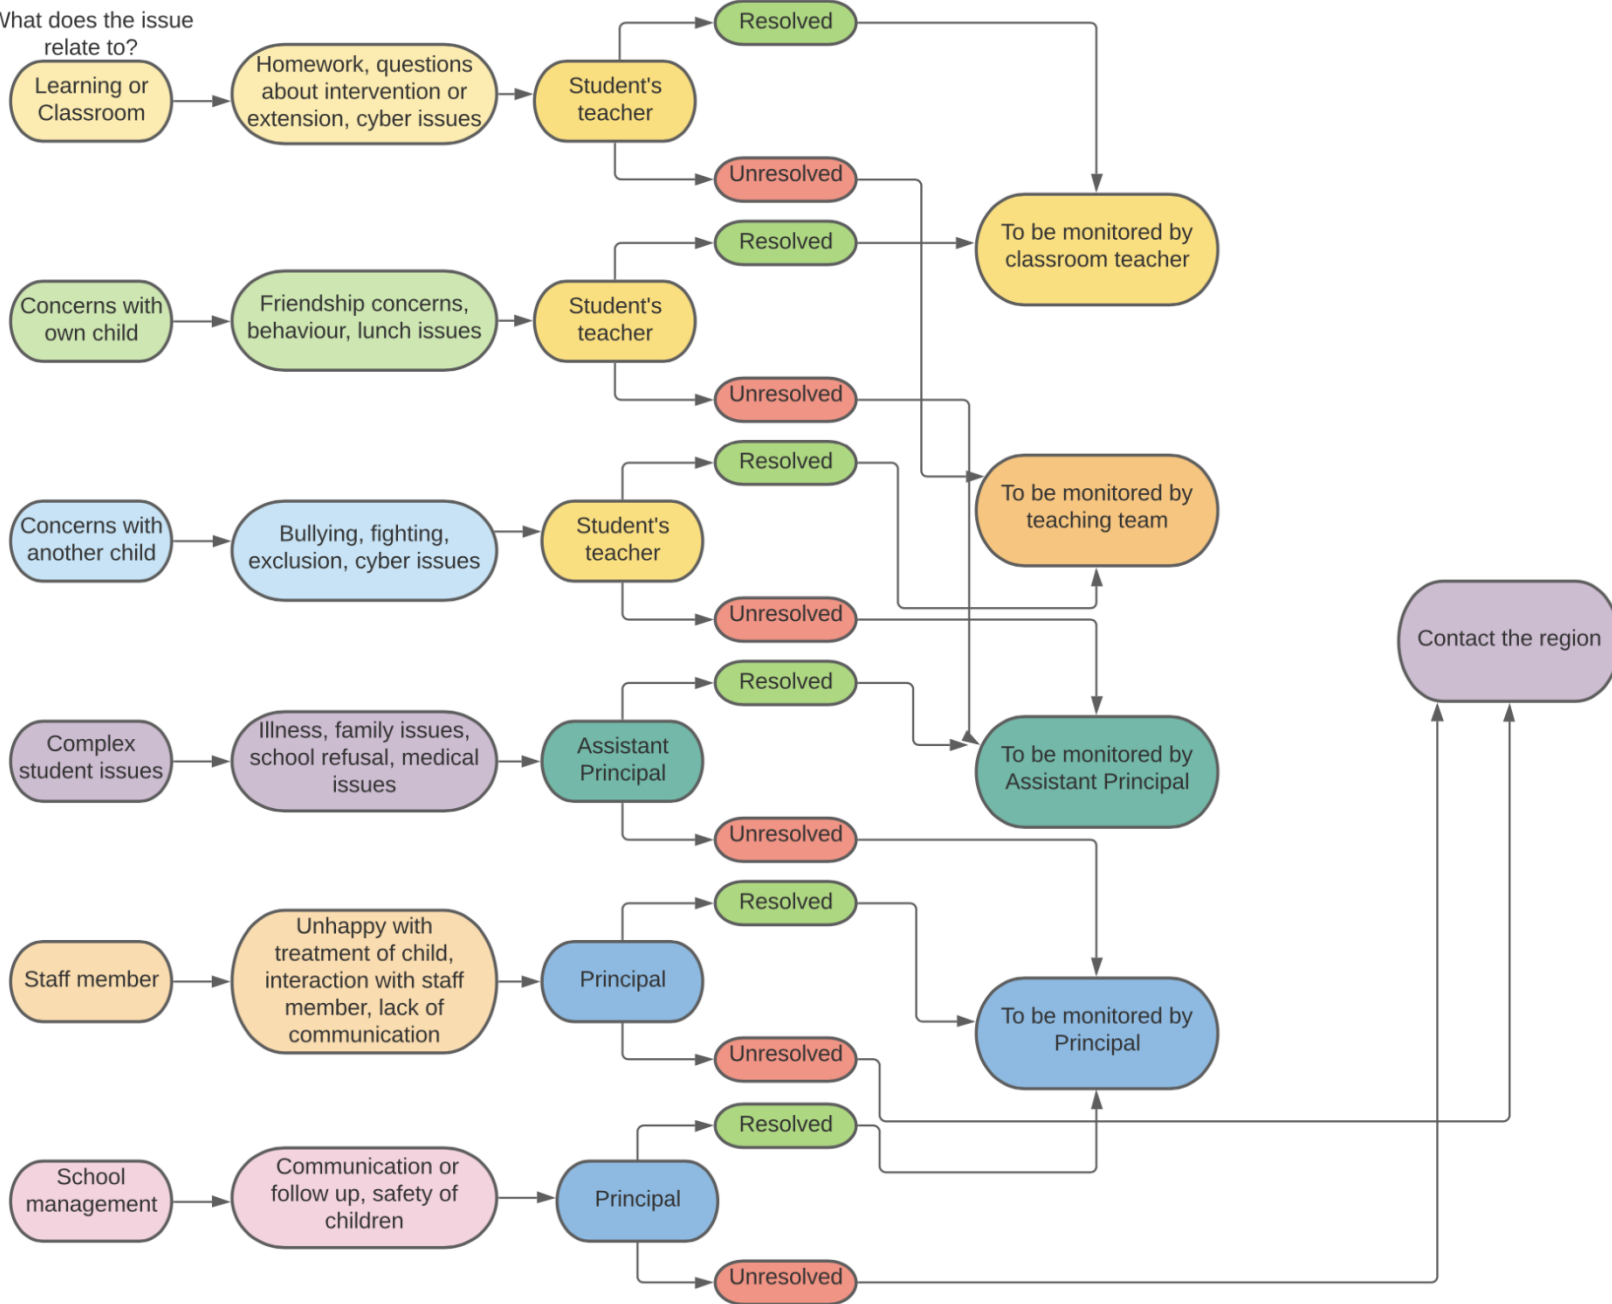 What does the issue
relate to?
Learning or
Classroom
Homework, questions
about intervention or
extension, cyber issues
Student's
teacher
Resolved
Unresolved
To be monitored by
classroom teacher
Concerns with
own child
Friendship concerns,
behaviour, lunch issues
Student's
teacher
Resolved
Unresolved
To be monitored by
teaching team
Concerns with
another child
Bullying, fighting,
exclusion, cyber issues
Student's
teacher
Resolved
Unresolved
Contact the region
Complex
student issues
Illness, family issues,
school refusal, medical
issues
Assistant
Principal
Resolved
Unresolved
To be monitored by
Assistant Principal
Staff member
Unhappy with
treatment of child,
interaction with staff
member, lack of
communication
Principal
Resolved
Unresolved
To be monitored by
Principal
School
management
Communication or
follow up, safety of
children
Principal
Resolved
Unresolved